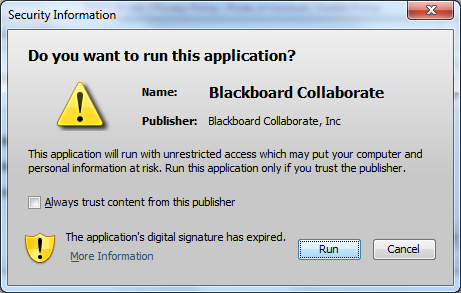 Security Information
Do you want to run this application?
Name: Blackboard Collaborate
Publisher: Blackboard Collaborate, Inc
This application will run with unrestricted access which may put your computer and
personal information at risk. Run this application only if you trust the publisher.
Always trust content from this publisher
The application's digital signature has expired.
More Information
Run
Cancel